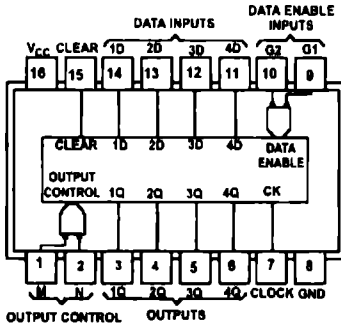 DATA INPUTS DATA ENABLE INPUTS
VCC CLEAR 1D 2D 3D 4D G2 G1
16 15 14 13 12 11 10 9
CLEAR 1D 2D 3D 4D DATA ENABLE
OUTPUT CONTROL 1Q 2Q 3Q 4Q CK
1 2 3 4 5 6 7 8
M N 1Q 2Q 3Q 4Q CLOCK GND
OUTPUT CONTROL OUTPUTS